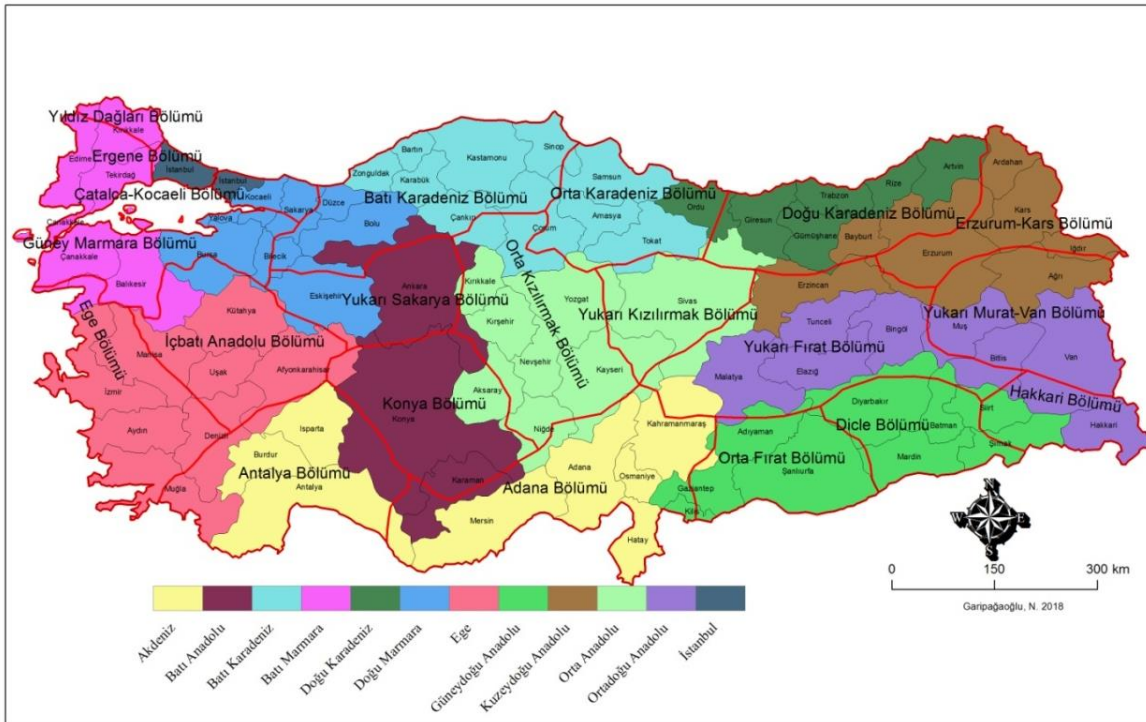 Yıldız Dağları Bölümü
Kırıkkale
Edirne
Ergene Bölümü
Tekirdağ
İstanbul
İstanbul
Çatalca-Kocaeli Bölümü
Kocaeli
Sakarya
Düzce
Yalova
Çanakkale
Güney Marmara Bölümü
Çanakkale
Balıkesir
Bursa
Bilecik
Bolu
Eskişehir
Bartın
Zonguldak
Karabük
Kastamonu
Sinop
Batı Karadeniz Bölümü
Çankırı
Çorum
Samsun
Orta Karadeniz Bölümü
Amasya
Tokat
Ordu
Giresun
Trabzon
Rize
Artvin
Doğu Karadeniz Bölümü
Gümüşhane
Bayburt
Ardahan
Kars
Erzurum-Kars Bölümü
Iğdır
Erzurum
Ağrı
Erzincan
Ege Bölümü
Kütahya
İçbatı Anadolu Bölümü
Manisa
Uşak
Afyonkarahisar
İzmir
Aydın
Denizli
Muğla
Ankara
Yukarı Sakarya Bölümü
Kırıkkale
Kırşehir
Orta Kızılırmak Bölümü
Yozgat
Sivas
Yukarı Kızılırmak Bölümü
Nevşehir
Kayseri
Aksaray
Niğde
Konya Bölümü
Konya
Karaman
Tunceli
Bingöl
Yukarı Fırat Bölümü
Elazığ
Malatya
Yukarı Murat-Van Bölümü
Muş
Bitlis
Van
Hakkari Bölümü
Hakkari
Isparta
Burdur
Antalya Bölümü
Antalya
Mersin
Adana
Adana Bölümü
Osmaniye
Kahramanmaraş
Hatay
Adıyaman
Orta Fırat Bölümü
Şanlıurfa
Gaziantep
Kilis
Diyarbakır
Dicle Bölümü
Batman
Siirt
Mardin
Şırnak
N
W
E
S
0 150 300 km
Garipağaoğlu, N. 2018
Akdeniz
Batı Anadolu
Batı Karadeniz
Batı Marmara
Doğu Karadeniz
Doğu Marmara
Ege
Güneydoğu Anadolu
Kuzeydoğu Anadolu
Orta Anadolu
Ortadoğu Anadolu
İstanbul